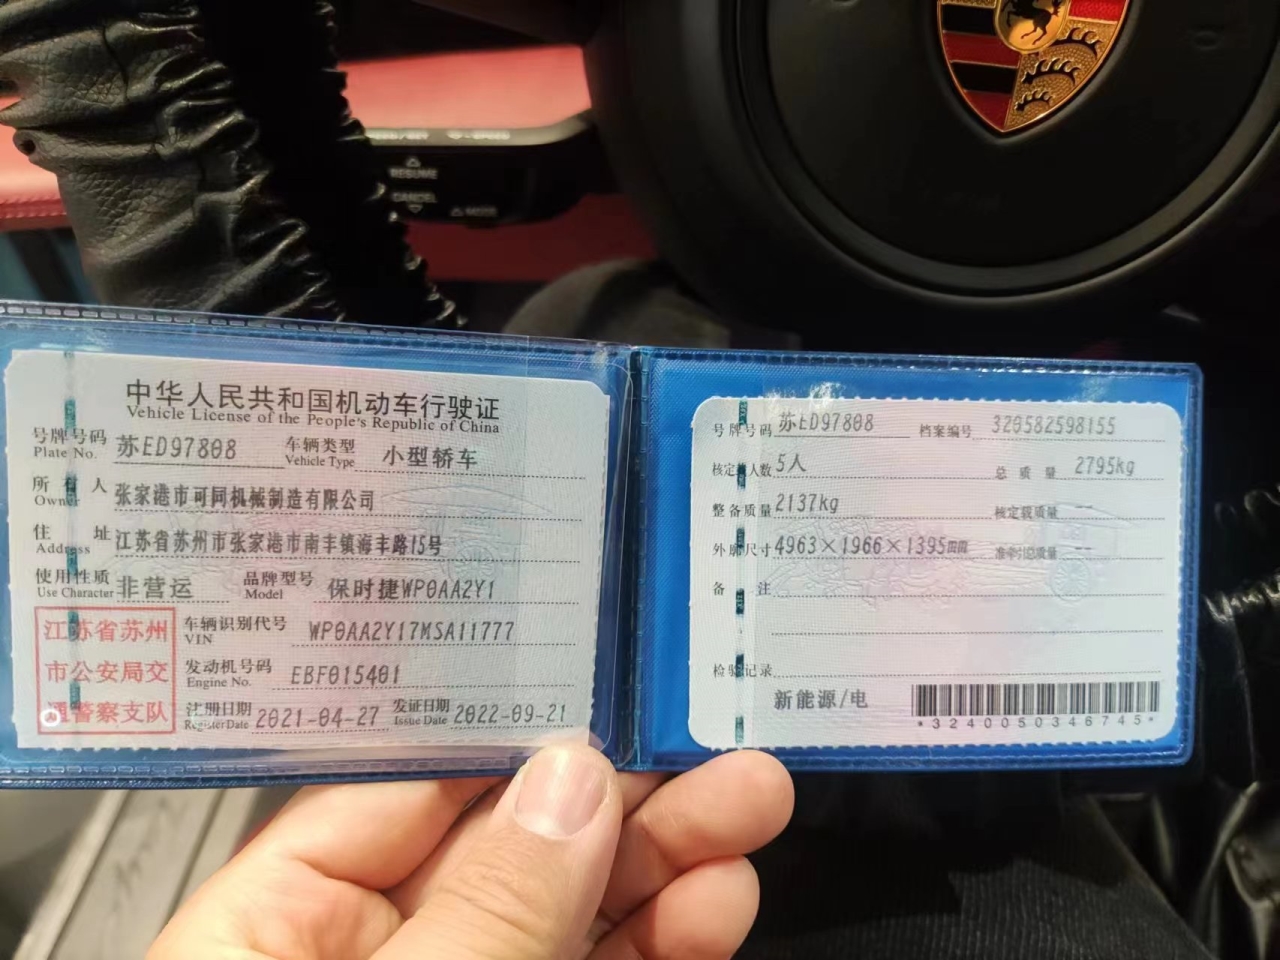 RESUME
CANCEL
中华人民共和国机动车行驶证
Vehicle License of the People's Republic of China
号牌号码 苏ED97808 车辆类型 小型轿车
Plate No. Vehicle Type
所有人 张家港市可同机械制造有限公司
Owner
住址 江苏省苏州市张家港市南丰镇海丰路15号
Address
使用性质 非营运 品牌型号 保时捷WP0AA2Y1
Use Character Model
江苏省苏州
市公安局交
通警察支队
车辆识别代号 WP0AA2Y17MSA11777
VIN
发动机号码 EBF015401
Engine No.
注册日期 2021-04-27 发证日期 2022-09-21
Register Date Issue Date
号牌号码 苏ED97808 档案编号 320582598155
核定载人数 5人 总质量 2795kg
整备质量 2137kg 核定载质量 --
外廓尺寸 4963×1966×1395mm 准牵引总质量 --
备注
检验记录
新能源/电
*3240050346745*